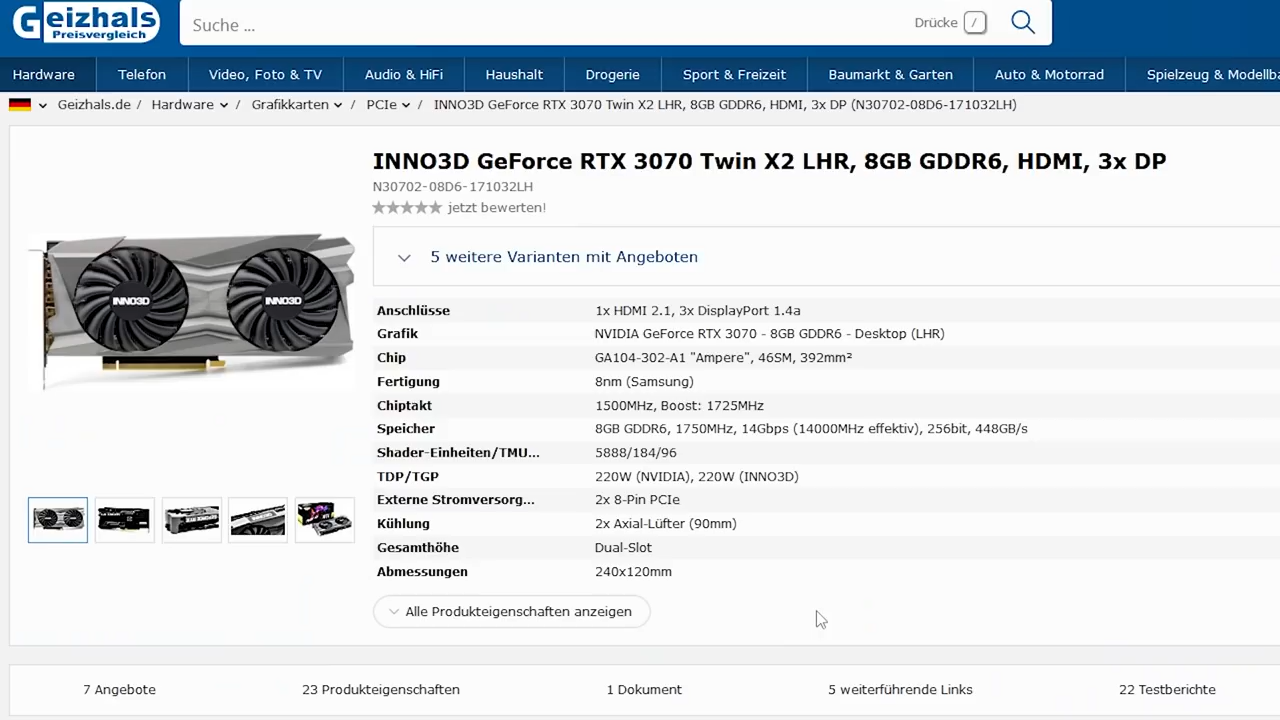 Geizhals
Preisvergleich
Suche ...
Drücke /
Hardware
Telefon
Video, Foto & TV
Audio & HiFi
Haushalt
Drogerie
Sport & Freizeit
Baumarkt & Garten
Auto & Motorrad
Spielzeug & Modellba
Geizhals.de / Hardware / Grafikkarten / PCIe / INNO3D GeForce RTX 3070 Twin X2 LHR, 8GB GDDR6, HDMI, 3x DP (N30702-08D6-171032LH)
INNO3D GeForce RTX 3070 Twin X2 LHR, 8GB GDDR6, HDMI, 3x DP
N30702-08D6-171032LH
jetzt bewerten!
5 weitere Varianten mit Angeboten
INNO3D INNO3D
Anschlüsse 1x HDMI 2.1, 3x DisplayPort 1.4a
Grafik NVIDIA GeForce RTX 3070 - 8GB GDDR6 - Desktop (LHR)
Chip GA104-302-A1 "Ampere", 46SM, 392mm²
Fertigung 8nm (Samsung)
Chiptakt 1500MHz, Boost: 1725MHz
Speicher 8GB GDDR6, 1750MHz, 14Gbps (14000MHz effektiv), 256bit, 448GB/s
Shader-Einheiten/TMU... 5888/184/96
TDP/TGP 220W (NVIDIA), 220W (INNO3D)
Externe Stromversorg... 2x 8-Pin PCIe
Kühlung 2x Axial-Lüfter (90mm)
Gesamthöhe Dual-Slot
Abmessungen 240x120mm
Alle Produkteigenschaften anzeigen
7 Angebote
23 Produkteigenschaften
1 Dokument
5 weiterführende Links
22 Testberichte